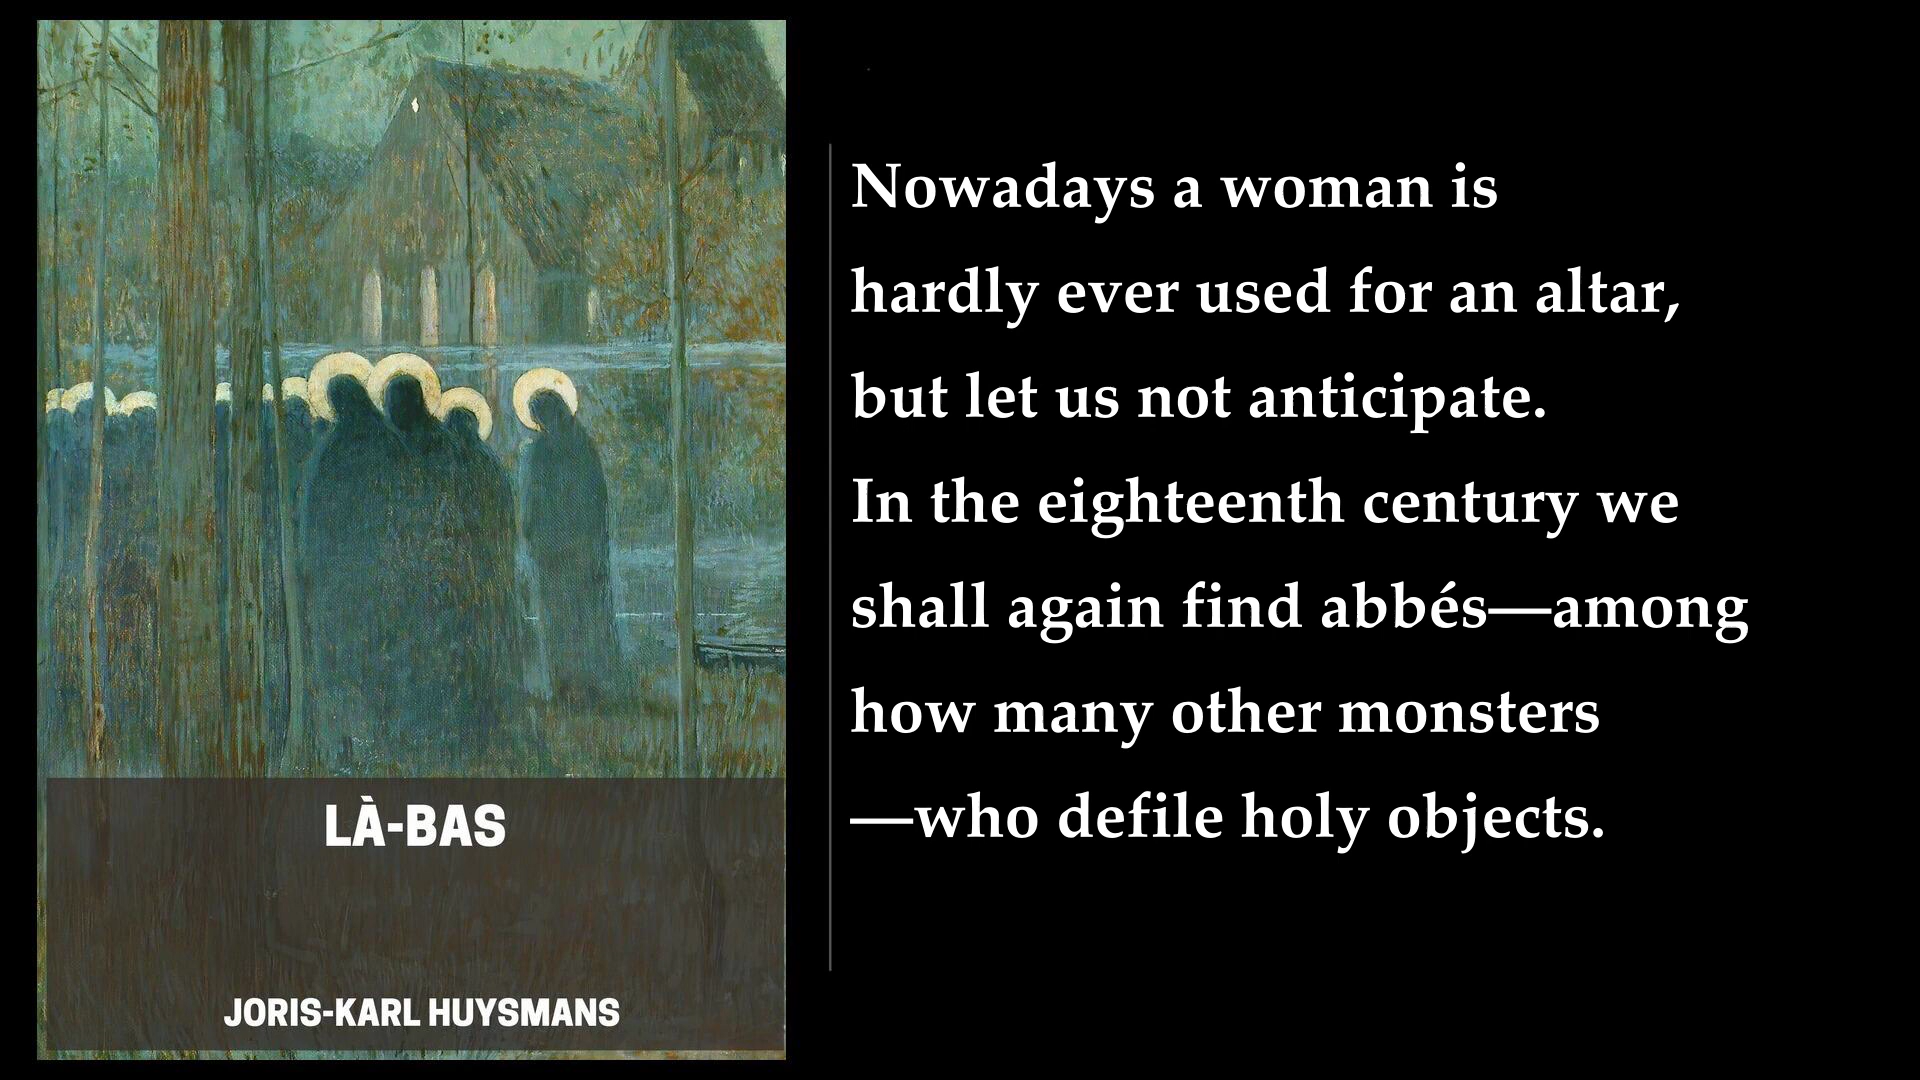 LÀ-BAS
JORIS-KARL HUYSMANS
Nowadays a woman is
hardly ever used for an altar,
but let us not anticipate.
In the eighteenth century we
shall again find abbés—among
how many other monsters
—who defile holy objects.